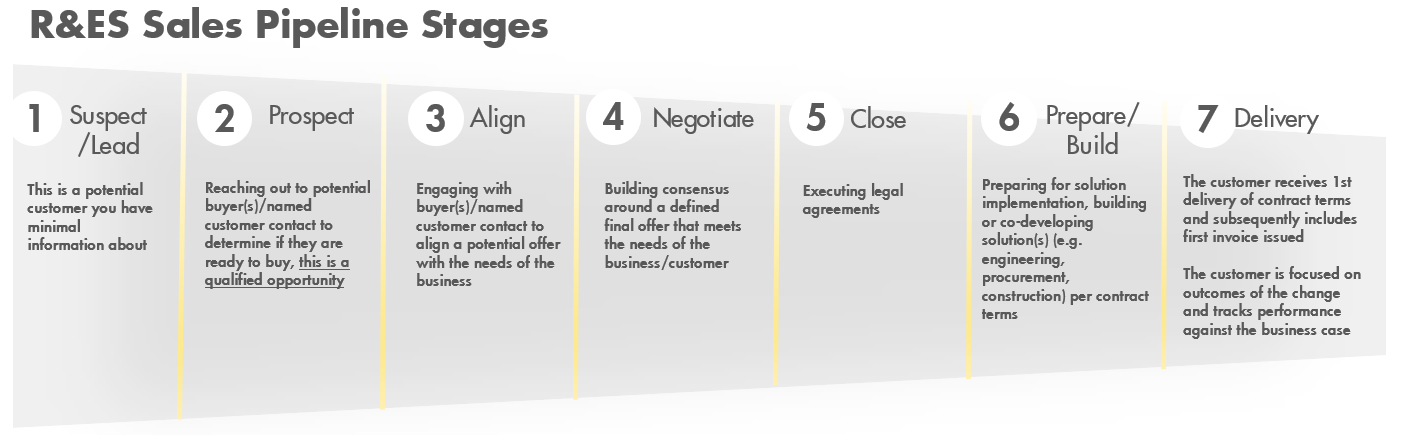 R&ES Sales Pipeline Stages
1
Suspect
/Lead
This is a potential
customer you have
minimal
information about
2
Prospect
Reaching out to potential
buyer(s)/named
customer contact to
determine if they are
ready to buy, this is a
qualified opportunity
3
Align
Engaging with
buyer(s)/named
customer contact to
align a potential offer
with the needs of the
business
4
Negotiate
Building consensus
around a defined
final offer that meets
the needs of the
business/customer
5
Close
Executing legal
agreements
6
Prepare/
Build
Preparing for solution
implementation, building
or co-developing
solution(s) (e.g.
engineering,
procurement,
construction) per contract
terms
7
Delivery
The customer receives 1st
delivery of contract terms
and subsequently includes
first invoice issued
The customer is focused on
outcomes of the change
and tracks performance
against the business case